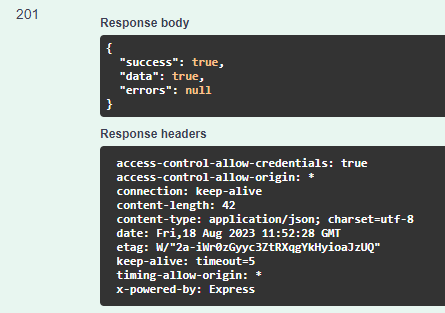 201
Response body
{
  "success": true,
  "data": true,
  "errors": null
}
Response headers
access-control-allow-credentials: true
access-control-allow-origin: *
connection: keep-alive
content-length: 42
content-type: application/json; charset=utf-8
date: Fri,18 Aug 2023 11:52:28 GMT
etag: W/"2a-iWr0zGyyc3ZtRXqgYkHyioaJzUQ"
keep-alive: timeout=5
timing-allow-origin: *
x-powered-by: Express